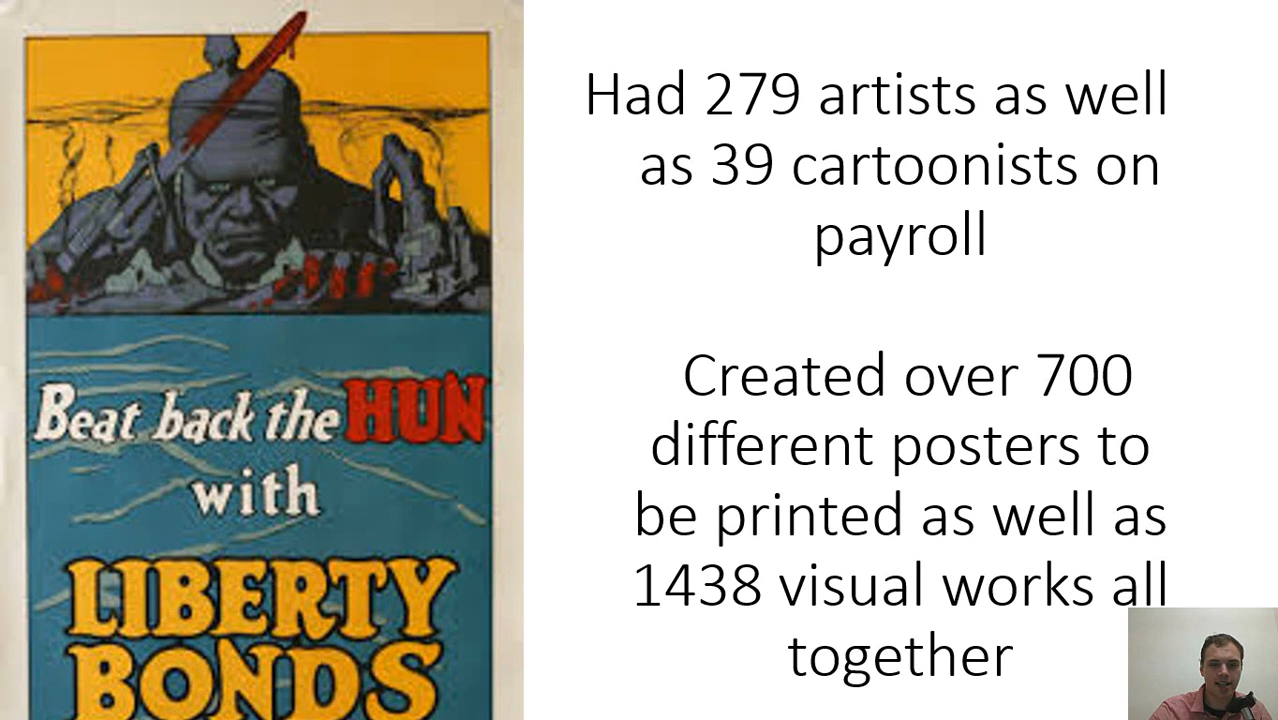 Beat back the HUN
with
LIBERTY
BONDS
Had 279 artists as well
as 39 cartoonists on
payroll
Created over 700
different posters to
be printed as well as
1438 visual works all
together